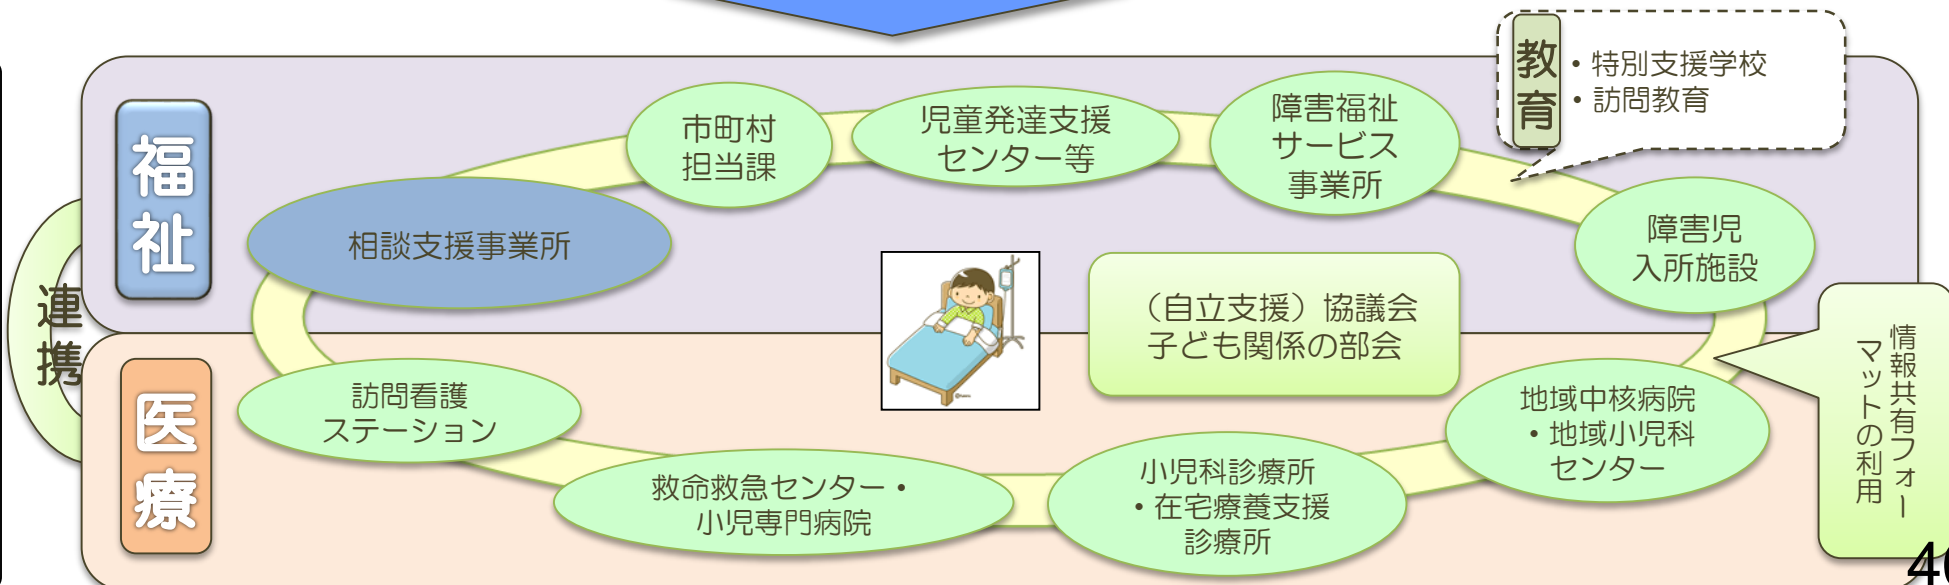 教育
・特別支援学校
・訪問教育
福祉
市町村
担当課
児童発達支援
センター等
障害福祉
サービス
事業所
相談支援事業所
障害児
入所施設
連携
（自立支援）協議会
子ども関係の部会
情報共有フォー
マットの利用
医療
訪問看護
ステーション
救命救急センター・
小児専門病院
小児科診療所
・在宅療養支援
診療所
地域中核病院
・地域小児科
センター